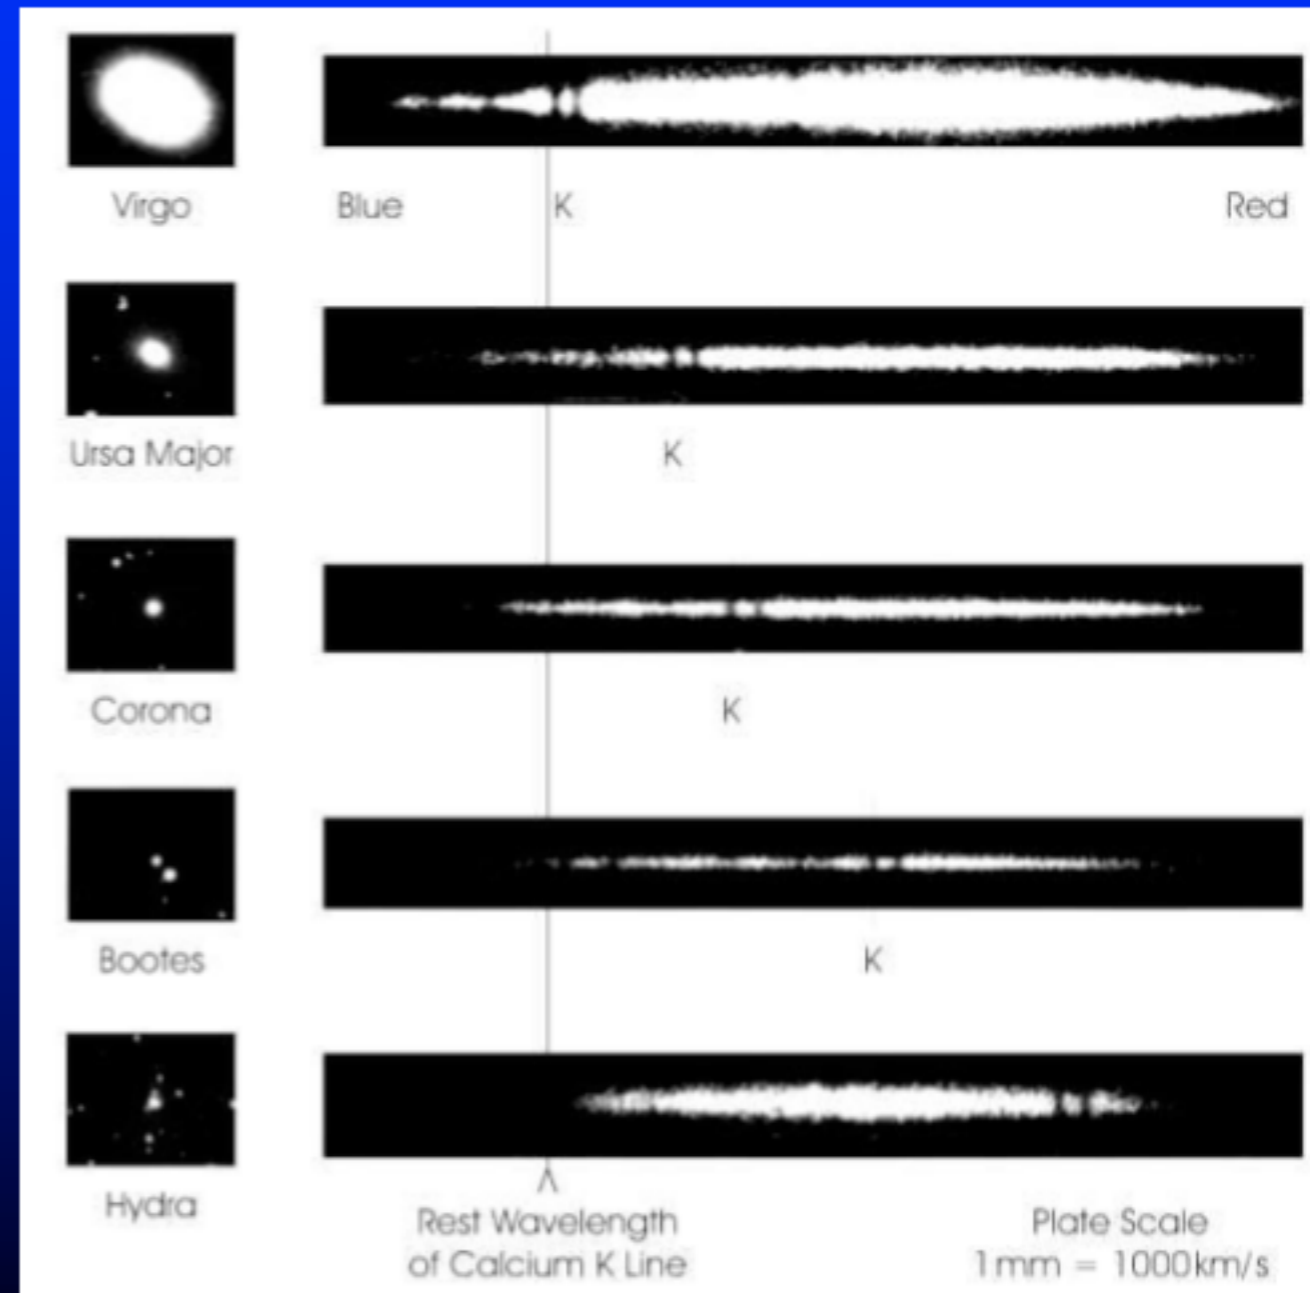 Virgo
Blue K Red
Ursa Major
K
Corona
K
Bootes
K
Hydra
Λ
Rest Wavelength
of Calcium K Line
Plate Scale
1mm = 1000km/s